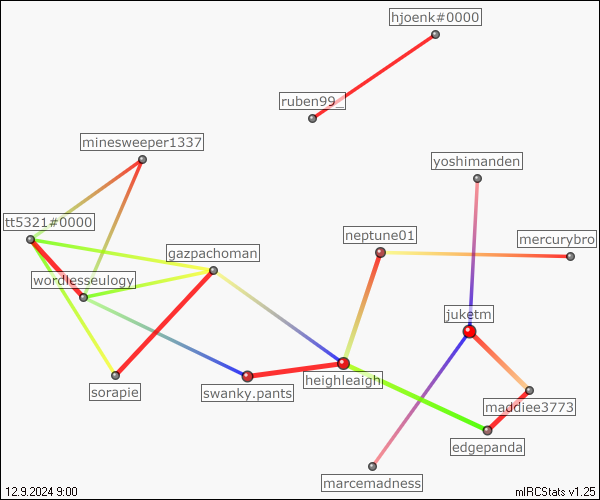 hjoenk#0000
ruben99_
minesweeper1337
yoshimanden
tt5321#0000
neptune01
mercurybro
gazpachoman
wordlesseulogy
juketm
heighleaigh
sorapie
swanky.pants
maddiee3773
edgepanda
marcemadness
12.9.2024 9:00
mIRCStats v1.25